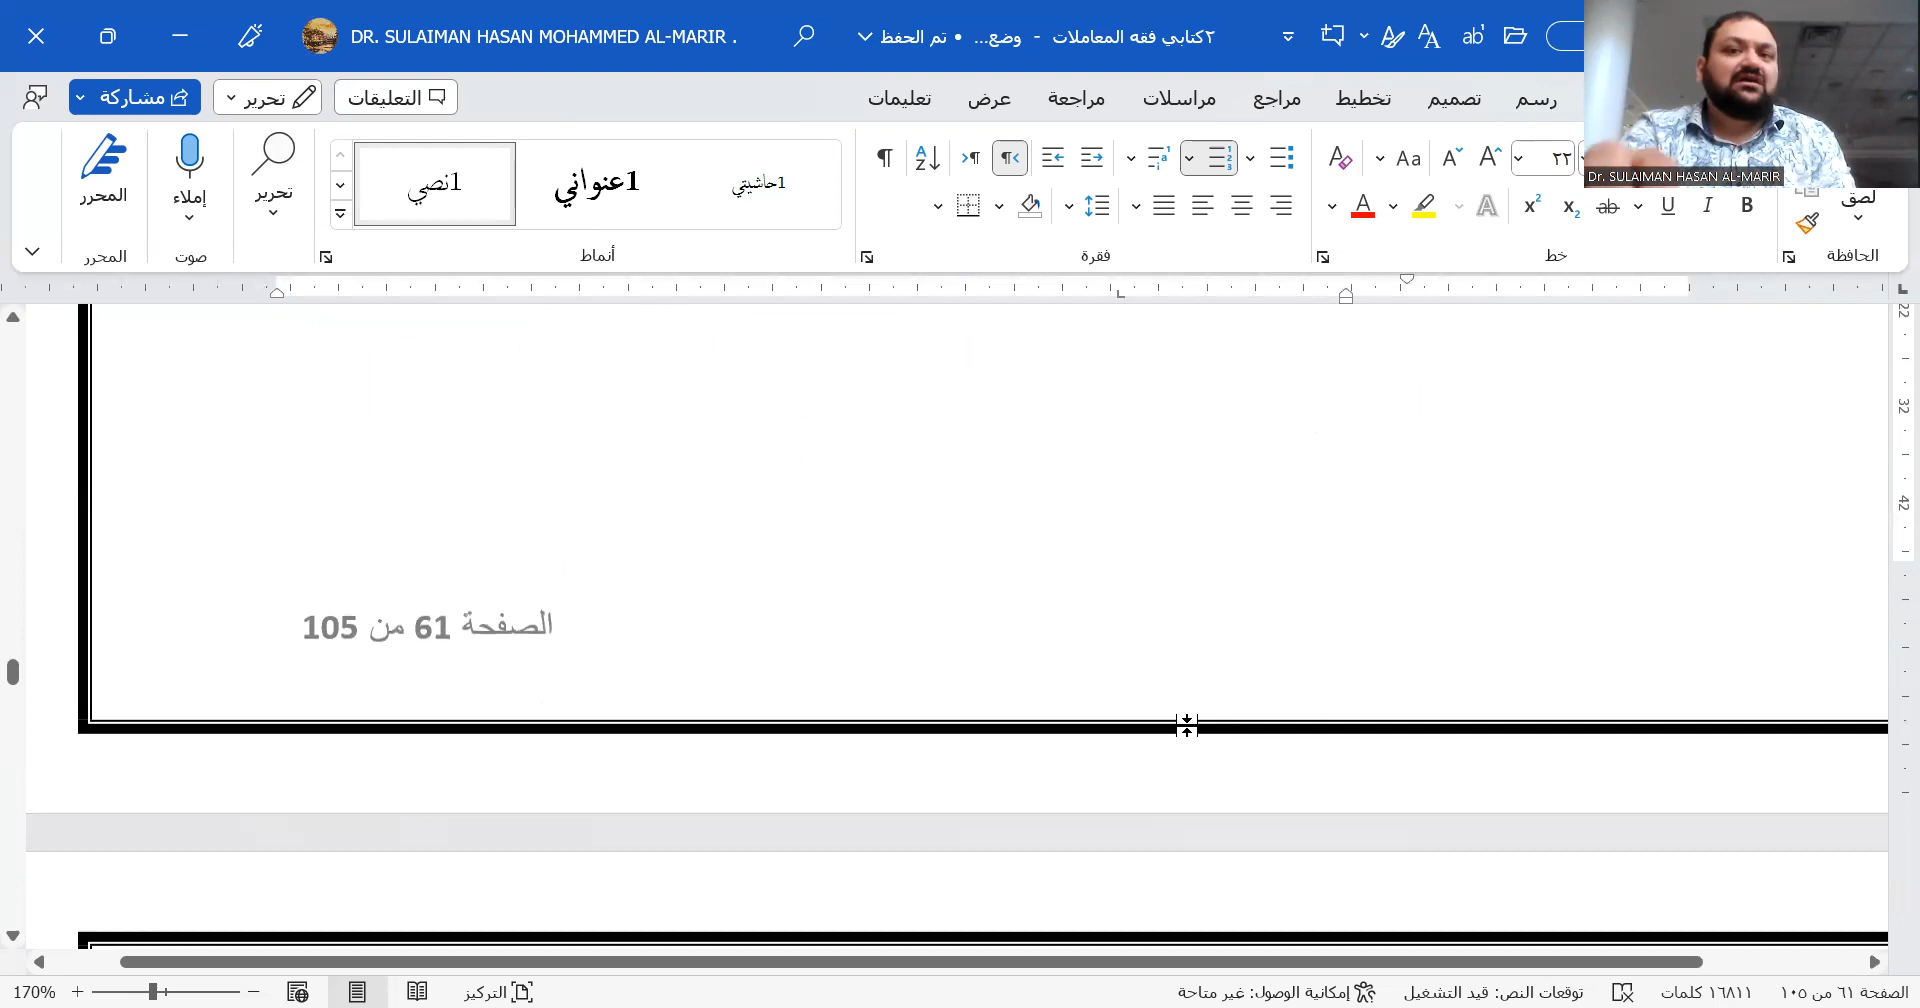 ٢كتابي فقه المعاملات - وضع... • تم الحفظ
DR. SULAIMAN HASAN MOHAMMED AL-MARIR .
رسم تصميم تخطيط مراجع مراسلات مراجعة عرض تعليمات
التعليقات تحرير مشاركة
لصق
الحافظة
٢٢
خط
فقرة
1حاشيتي 1عنواني 1نصي
أنماط
تحرير
إملاء
صوت
المحرر
المحرر
Dr. SULAIMAN HASAN AL-MARIR
22
32
42
الصفحة 61 من 105
الصفحة ٦١ من ١٠٥ ١٦٨١١ كلمات توقعات النص: قيد التشغيل إمكانية الوصول: غير متاحة التركيز 170%